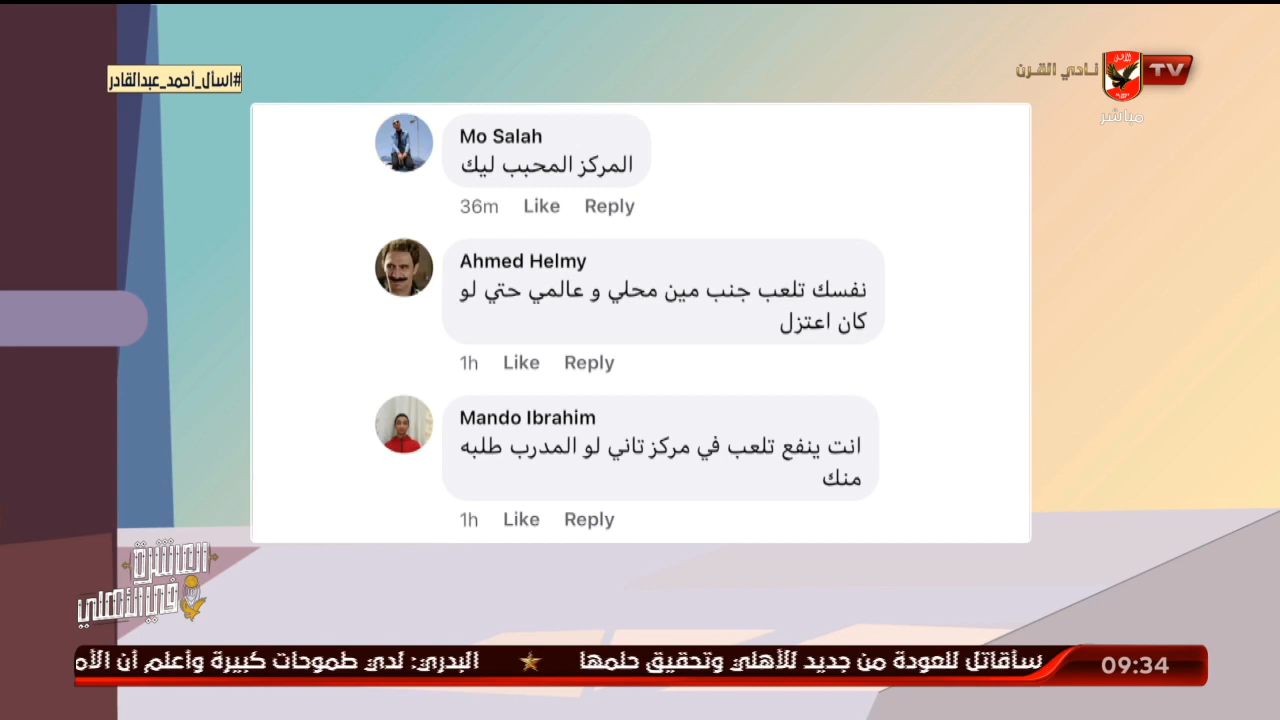 #اسأل_أحمد_عبدالقادر
نادي القرن
TV
مباشر
Mo Salah
المركز المحبب ليك
36m Like Reply
Ahmed Helmy
نفسك تلعب جنب مين محلي و عالمي حتي لو
كان اعتزل
1h Like Reply
Mando Ibrahim
انت ينفع تلعب في مركز تاني لو المدرب طلبه
منك
1h Like Reply
العاشرة
في الأهلي
سأقاتل للعودة من جديد للأهلي وتحقيق حلمها البدري: لدي طموحات كبيرة وأعلم أن الأه
09:34